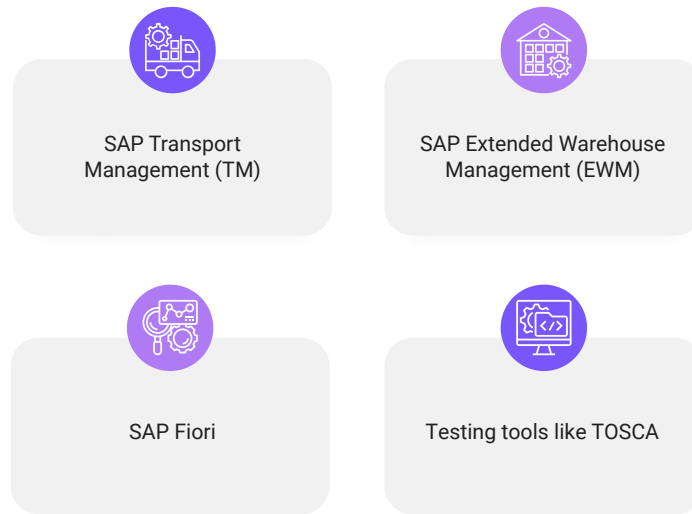 SAP Transport
Management (TM)
SAP Extended Warehouse
Management (EWM)
SAP Fiori
Testing tools like TOSCA